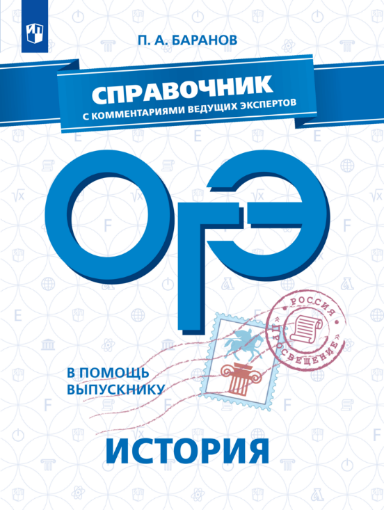 П. А. БАРАНОВ
СПРАВОЧНИК
С КОММЕНТАРИЯМИ ВЕДУЩИХ ЭКСПЕРТОВ
ОГЭ
РОССИЯ
«ПРОСВЕЩЕНИЕ»
В ПОМОЩЬ
ВЫПУСКНИКУ
ИСТОРИЯ